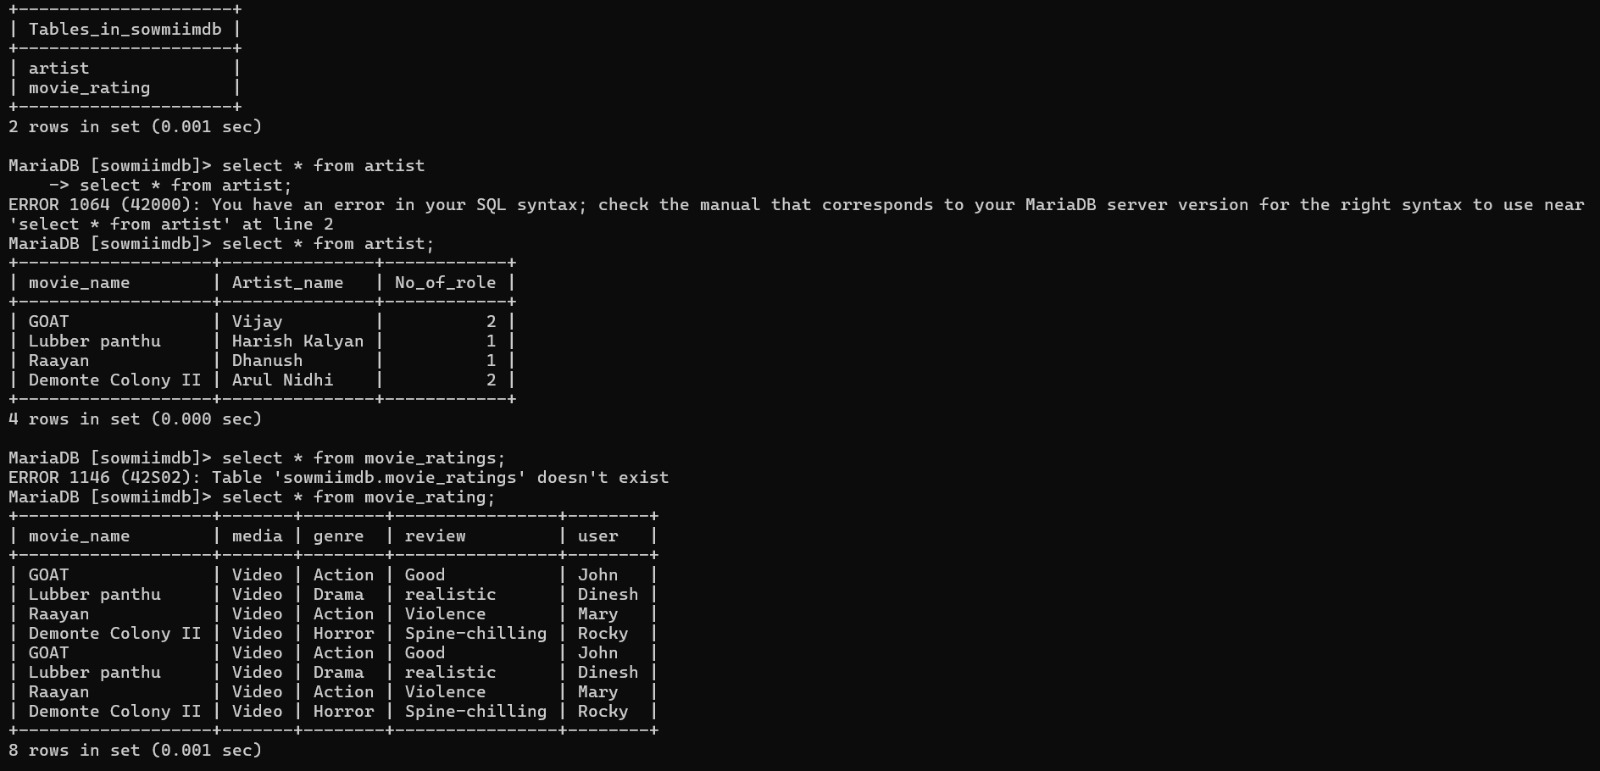 +---------------------+
| Tables_in_sowmiimdb |
+---------------------+
| artist              |
| movie_rating        |
+---------------------+
2 rows in set (0.001 sec)

MariaDB [sowmiimdb]> select * from artist
    -> select * from artist;
ERROR 1064 (42000): You have an error in your SQL syntax; check the manual that corresponds to your MariaDB server version for the right syntax to use near
'select * from artist' at line 2
MariaDB [sowmiimdb]> select * from artist;
+-------------------+---------------+------------+
| movie_name        | Artist_name   | No_of_role |
+-------------------+---------------+------------+
| GOAT              | Vijay         |          2 |
| Lubber panthu     | Harish Kalyan |          1 |
| Raayan            | Dhanush       |          1 |
| Demonte Colony II | Arul Nidhi    |          2 |
+-------------------+---------------+------------+
4 rows in set (0.000 sec)

MariaDB [sowmiimdb]> select * from movie_ratings;
ERROR 1146 (42S02): Table 'sowmiimdb.movie_ratings' doesn't exist
MariaDB [sowmiimdb]> select * from movie_rating;
+-------------------+-------+--------+----------------+--------+
| movie_name        | media | genre  | review         | user   |
+-------------------+-------+--------+----------------+--------+
| GOAT              | Video | Action | Good           | John   |
| Lubber panthu     | Video | Drama  | realistic      | Dinesh |
| Raayan            | Video | Action | Violence       | Mary   |
| Demonte Colony II | Video | Horror | Spine-chilling | Rocky  |
| GOAT              | Video | Action | Good           | John   |
| Lubber panthu     | Video | Drama  | realistic      | Dinesh |
| Raayan            | Video | Action | Violence       | Mary   |
| Demonte Colony II | Video | Horror | Spine-chilling | Rocky  |
+-------------------+-------+--------+----------------+--------+
8 rows in set (0.001 sec)